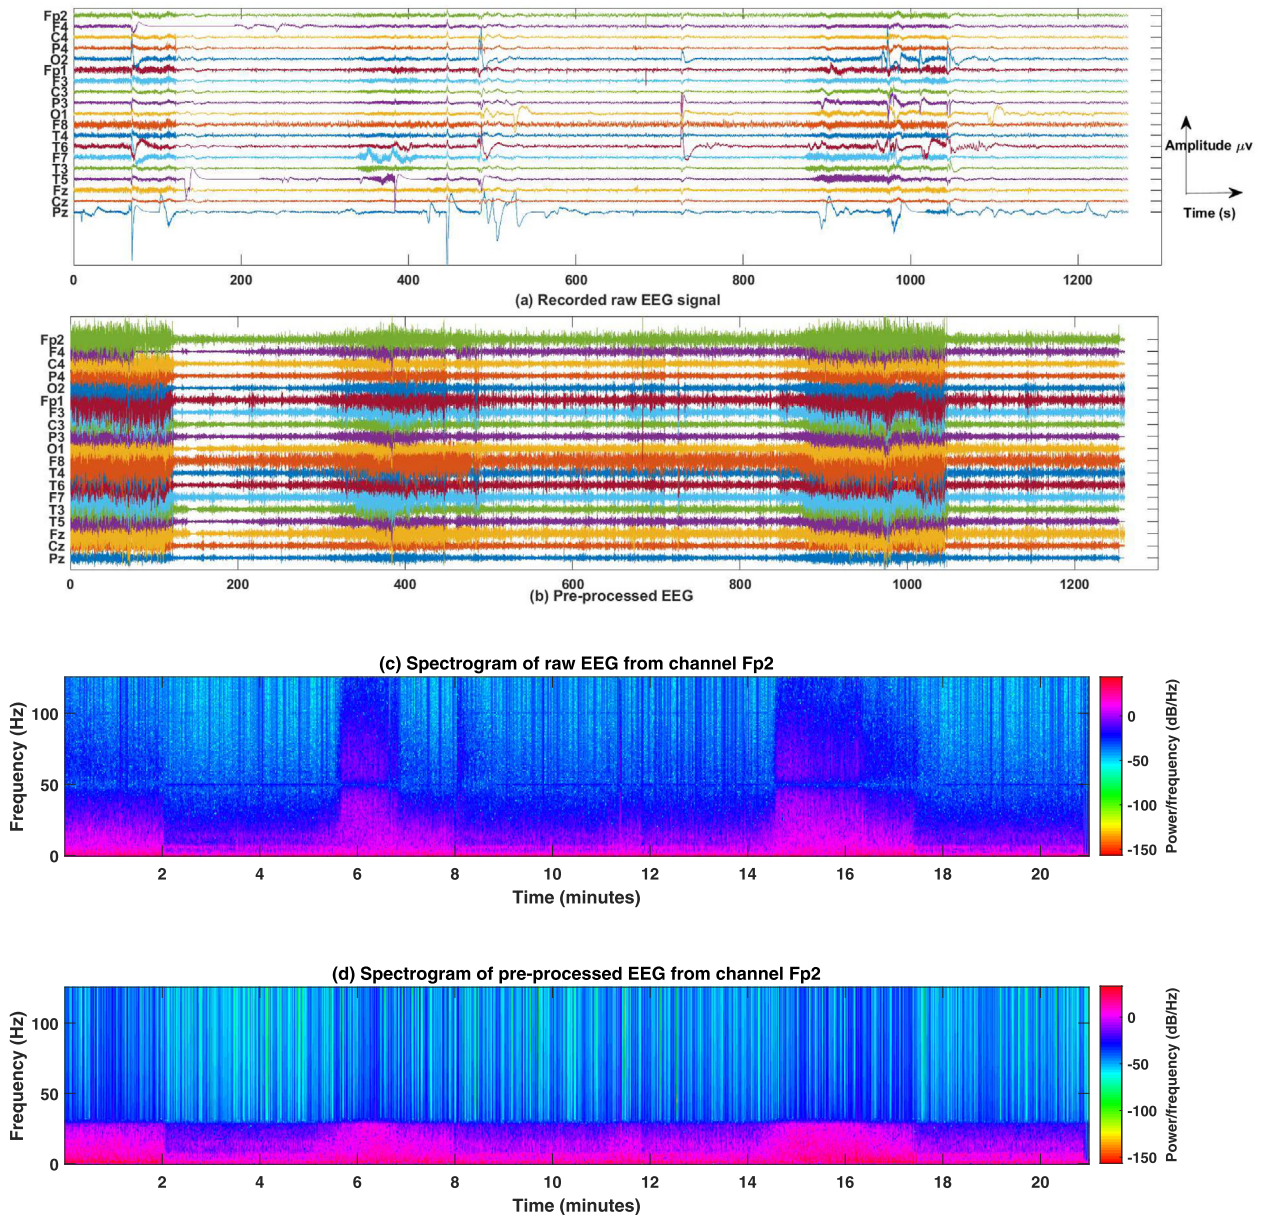 Fp2
F4
C4
P4
O2
Fp1
F3
C3
P3
O1
F8
T4
T6
F7
T3
T5
Fz
Cz
Pz
0 200 400 600 800 1000 1200
(a) Recorded raw EEG signal
Amplitude μv
Time (s)
Fp2
F4
C4
P4
O2
Fp1
F3
C3
P3
O1
F8
T4
T6
F7
T3
T5
Fz
Cz
Pz
0 200 400 600 800 1000 1200
(b) Pre-processed EEG
(c) Spectrogram of raw EEG from channel Fp2
Frequency (Hz)
100
50
0
2 4 6 8 10 12 14 16 18 20
Time (minutes)
0
-50
-100
-150
Power/frequency (dB/Hz)
(d) Spectrogram of pre-processed EEG from channel Fp2
Frequency (Hz)
100
50
0
2 4 6 8 10 12 14 16 18 20
Time (minutes)
0
-50
-100
-150
Power/frequency (dB/Hz)